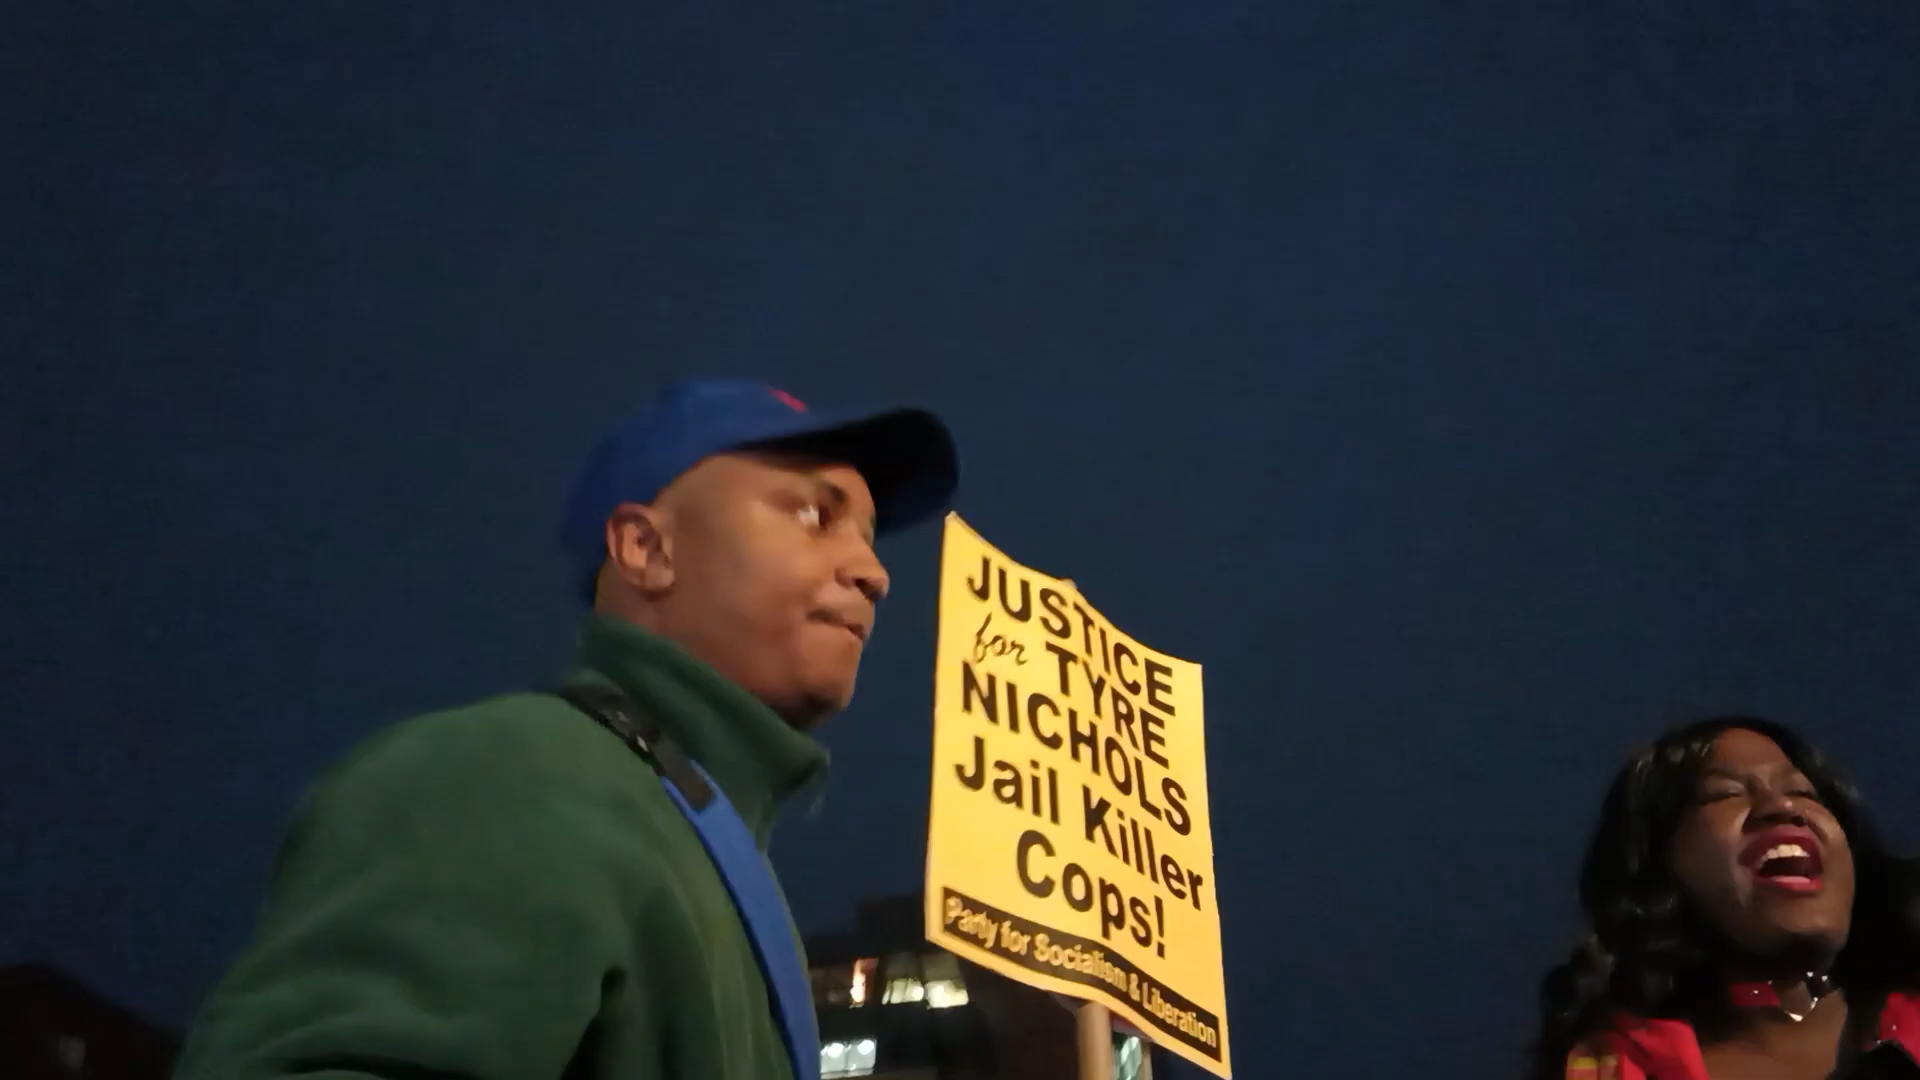 JUSTICE
for TYRE
NICHOLS
Jail Killer
Cops!
Party for Socialism & Liberation